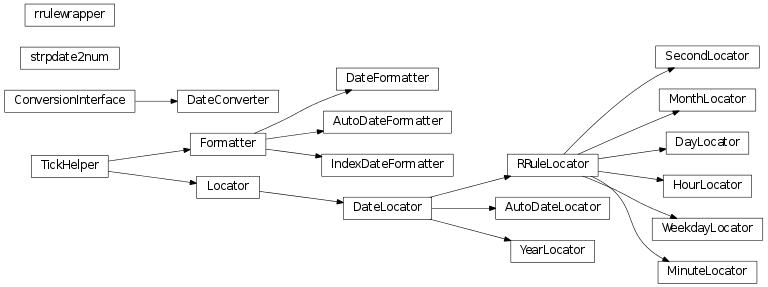 rrulewrapper
strpdate2num
ConversionInterface
DateConverter
TickHelper
Formatter
Locator
DateFormatter
AutoDateFormatter
IndexDateFormatter
DateLocator
RRuleLocator
AutoDateLocator
YearLocator
SecondLocator
MonthLocator
DayLocator
HourLocator
WeekdayLocator
MinuteLocator